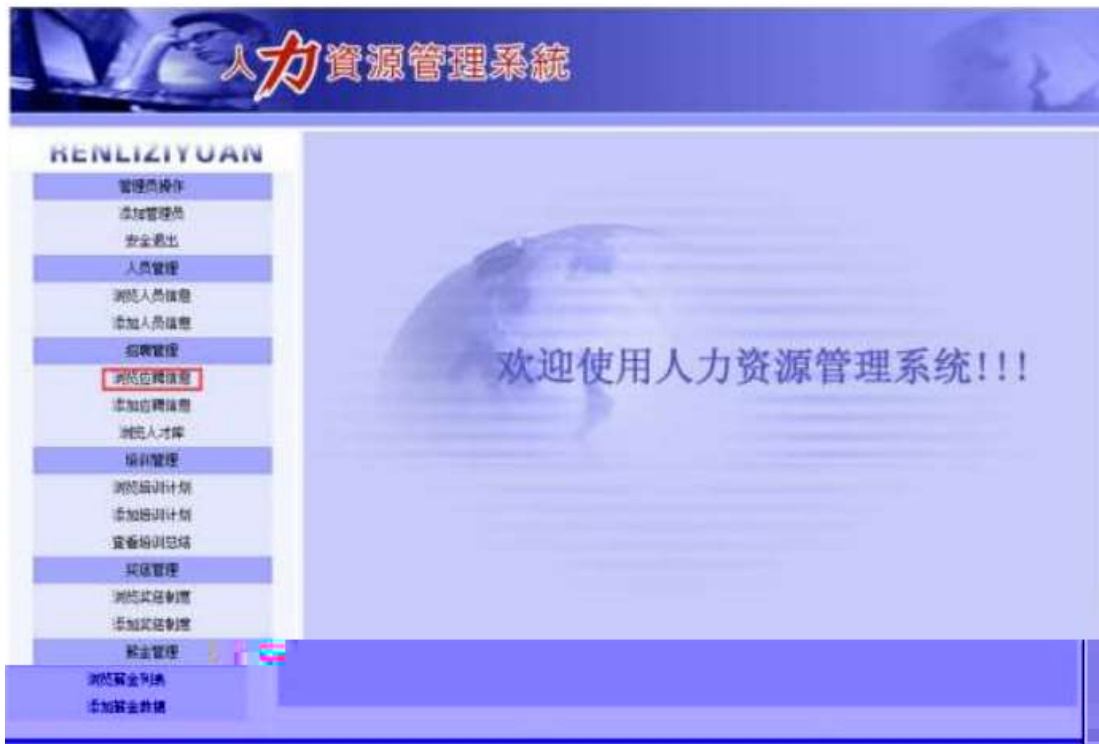 人力資源管理系統
RENLIZIYUAN
管理员操作
添加管理员
安全退出
人员管理
浏览人员信息
添加人员信息
招聘管理
浏览应聘信息
添加应聘信息
浏览人才库
培训管理
浏览培训计划
添加培训计划
查看培训总结
奖惩管理
浏览奖惩制度
添加奖惩制度
薪金管理
浏览薪金列表
添加薪金数据
欢迎使用人力资源管理系统!!!